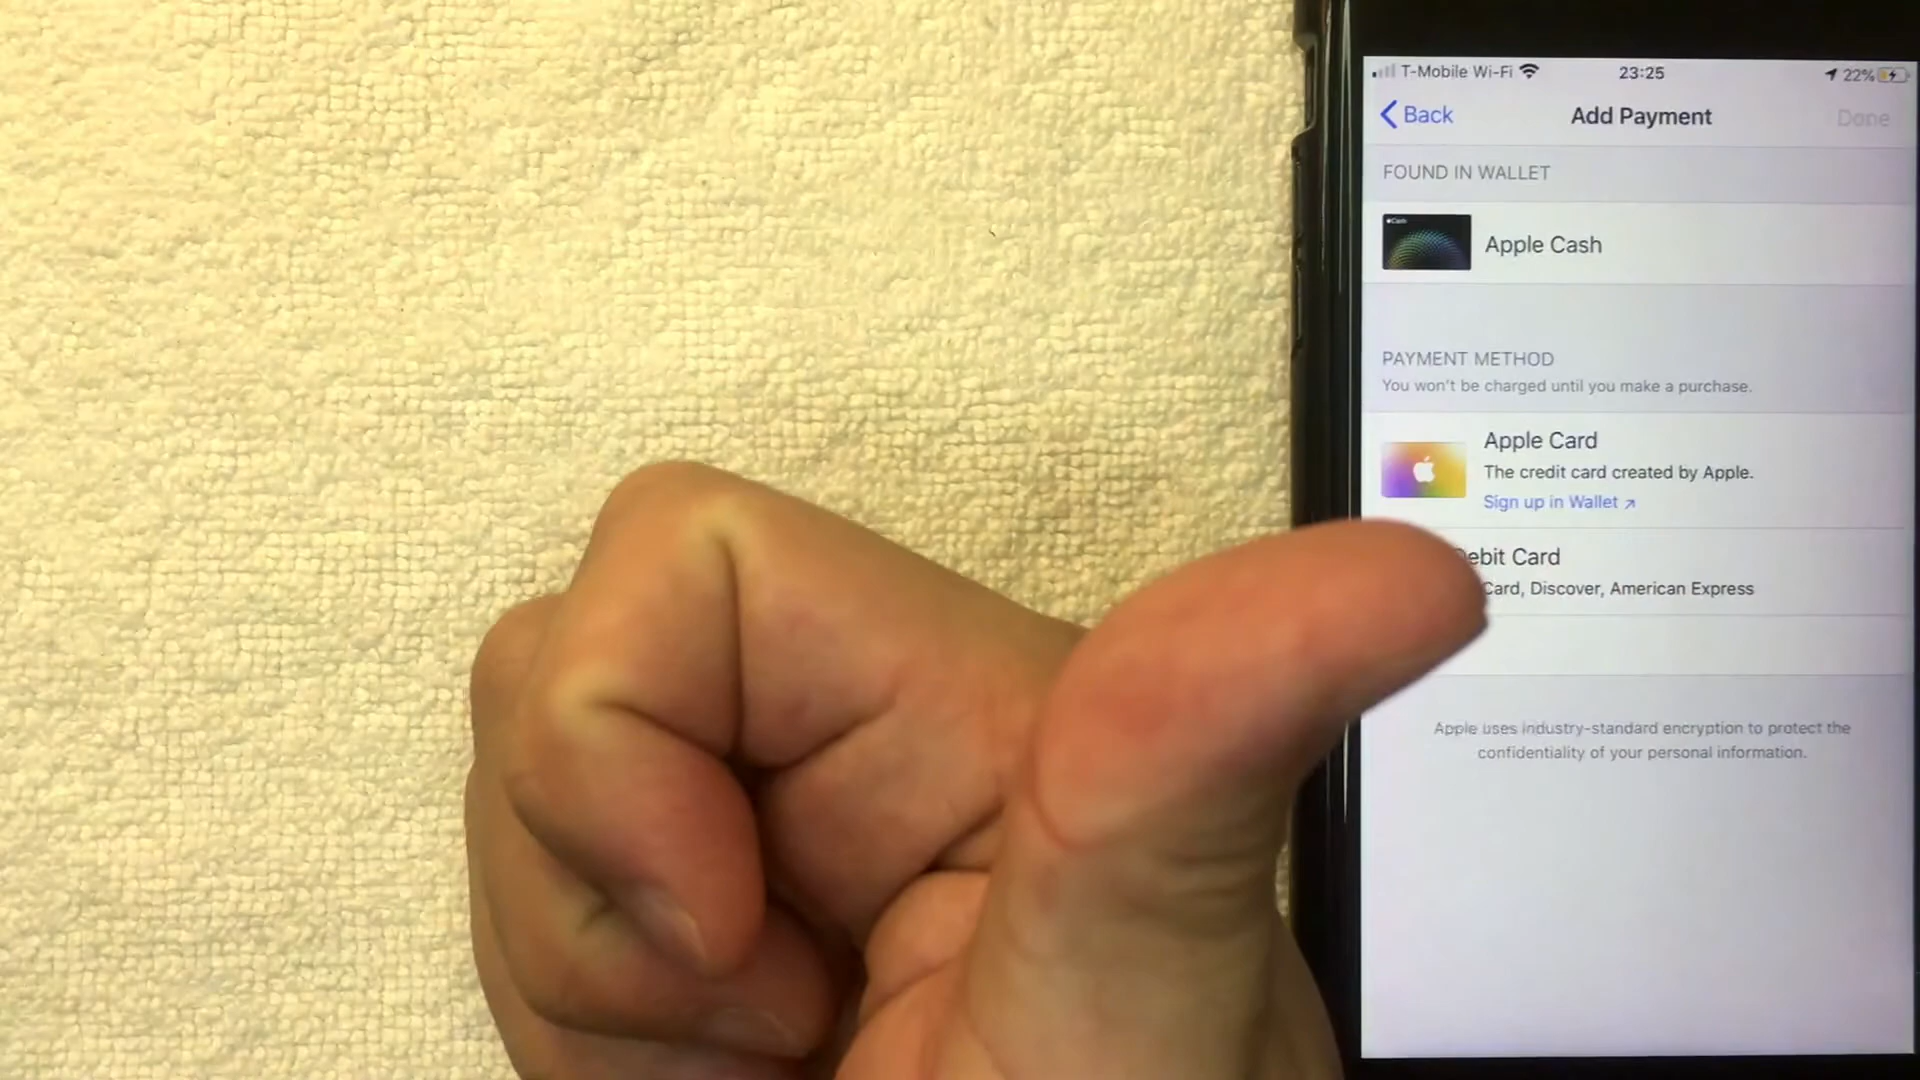 T-Mobile Wi-Fi 23:25 22%
Back Add Payment Done
FOUND IN WALLET
Cash
Apple Cash
PAYMENT METHOD
You won't be charged until you make a purchase.
Apple Card
The credit card created by Apple.
Sign up in Wallet ↗
Debit Card
Card, Discover, American Express
Apple uses industry-standard encryption to protect the
confidentiality of your personal information.